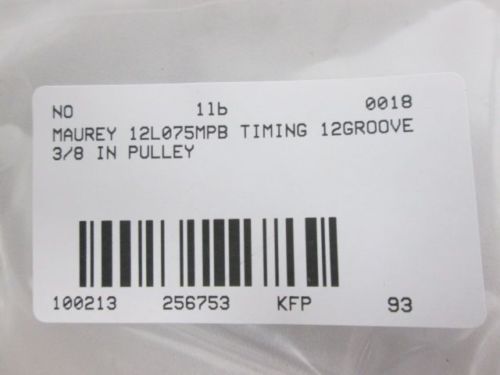 NO 1lb 0018
MAUREY 12L075MPB TIMING 12GROOVE
3/8 IN PULLEY
100213 256753 KFP 93